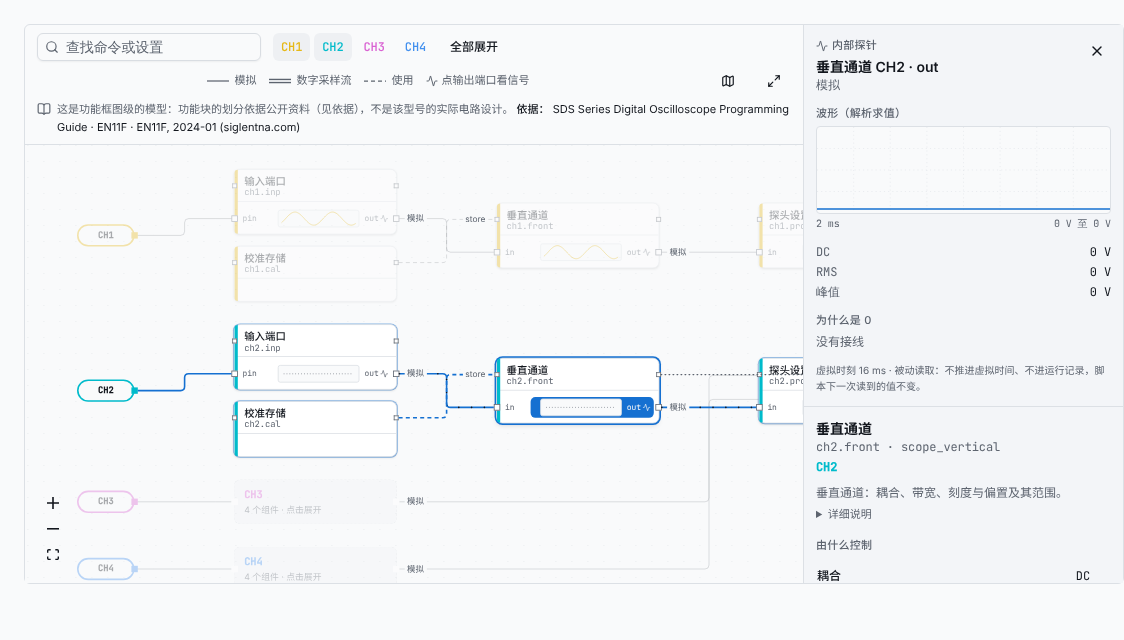 查找命令或设置
CH1 CH2 CH3 CH4 全部展开
模拟 数字采样流 使用 点输出端口看信号
这是功能框图级的模型：功能块的划分依据公开资料（见依据），不是该型号的实际电路设计。 依据： SDS Series Digital Oscilloscope Programming
Guide · EN11F · EN11F, 2024-01 (siglentna.com)
CH1
输入端口
ch1.inp
pin
out
模拟
校准存储
ch1.cal
store
垂直通道
ch1.front
in
out
模拟
探头设
ch1.pro
in
CH2
输入端口
ch2.inp
pin
out
模拟
校准存储
ch2.cal
store
垂直通道
ch2.front
in
out
模拟
探头设
ch2.pro
in
CH3
CH3
4 个组件 · 点击展开
模拟
CH4
CH4
4 个组件 · 点击展开
模拟
内部探针
垂直通道 CH2 · out
模拟
波形（解析求值）
2 ms 0 V 至 0 V
DC 0 V
RMS 0 V
峰值 0 V
为什么是 0
没有接线
虚拟时刻 16 ms · 被动读取：不推进虚拟时间、不进运行记录，脚
本下一次读到的值不变。
垂直通道
ch2.front · scope_vertical
CH2
垂直通道：耦合、带宽、刻度与偏置及其范围。
详细说明
由什么控制
耦合 DC